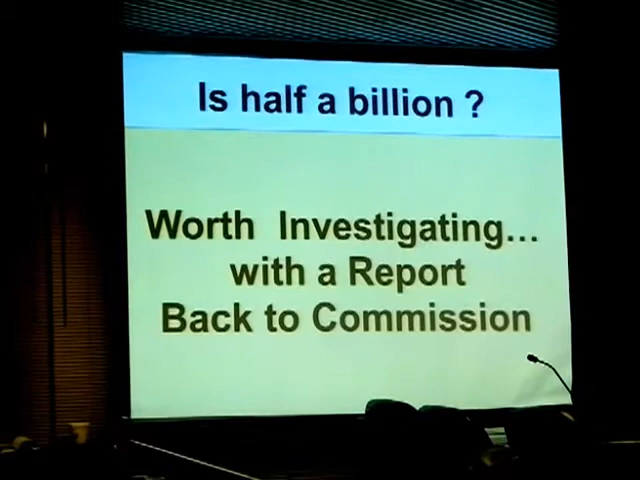 Is half a billion ?
Worth Investigating...
with a Report
Back to Commission